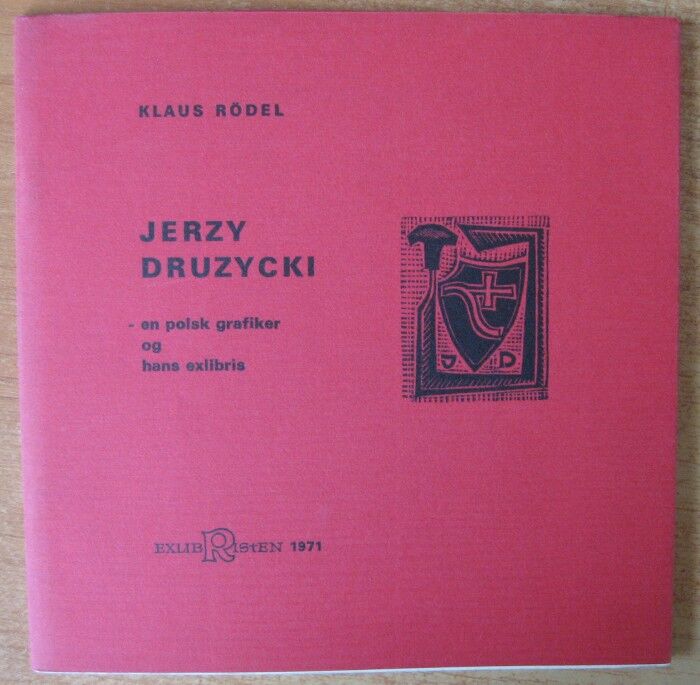 KLAUS RÖDEL
JERZY
DRUZYCKI
- en polsk grafiker
og
hans exlibris
J. D
EXLIBRISTEN 1971